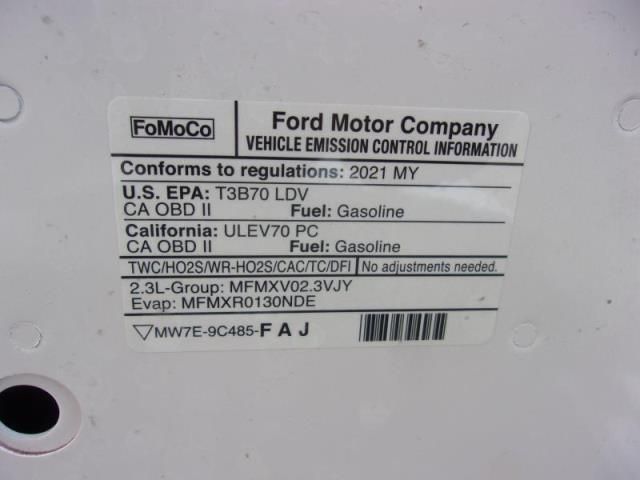 FoMoCo
Ford Motor Company
VEHICLE EMISSION CONTROL INFORMATION
Conforms to regulations: 2021 MY
U.S. EPA: T3B70 LDV
CA OBD II Fuel: Gasoline
California: ULEV70 PC
CA OBD II Fuel: Gasoline
TWC/HO2S/WR-HO2S/CAC/TC/DFI No adjustments needed.
2.3L-Group: MFMXV02.3VJY
Evap: MFMXR0130NDE
▽MW7E-9C485-F A J